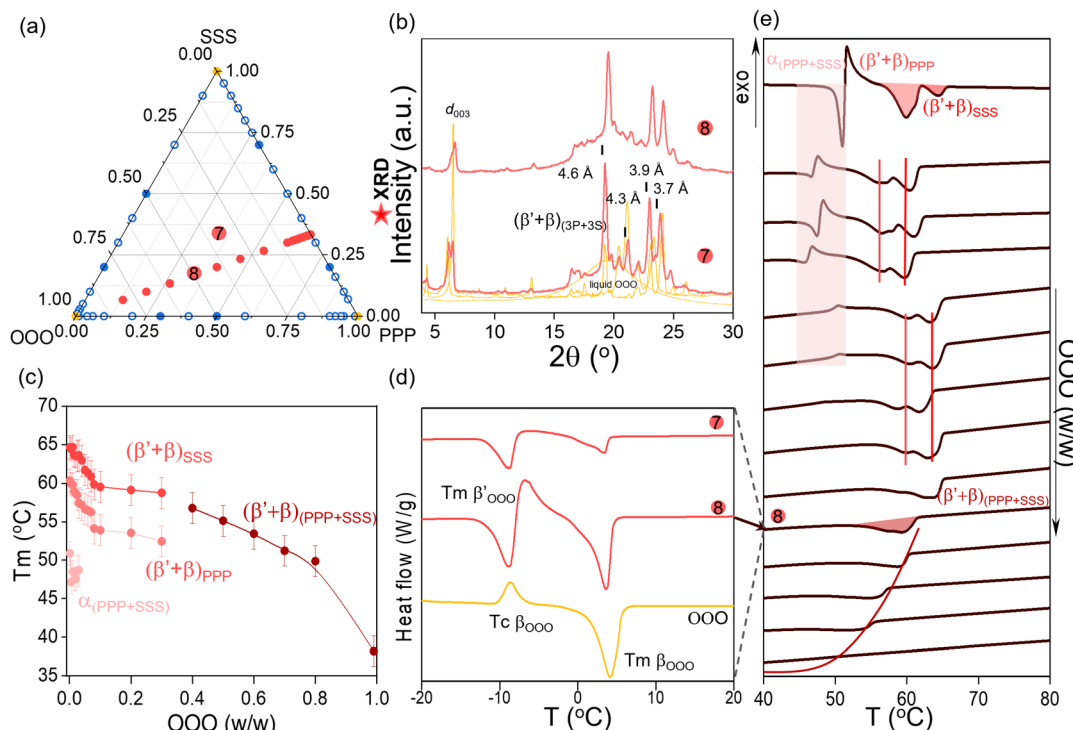 (a)
SSS
0.00
1.00
0.25
0.75
0.50
0.50
0.75
0.25
1.00
0.00
7
8
0.00
0.25
0.50
0.75
1.00
OOO
PPP
(b)
d003
8
4.6 Å
3.9 Å
4.3 Å
3.7 Å
(β'+β)(3P+3S)
7
liquid OOO
XRD
Intensity (a.u.)
5
10
15
20
25
30
2θ (°)
(c)
70
65
60
55
50
45
40
35
Tm (ºC)
(β'+β)SSS
(β'+β)(PPP+SSS)
(β'+β)PPP
α(PPP+SSS)
0.0
0.2
0.4
0.6
0.8
1.0
OOO (w/w)
(d)
7
Tm β'OOO
8
OOO
Tc βOOO
Tm βOOO
Heat flow (W/g)
-20
-10
0
10
20
T (ºC)
(e)
exo
α(PPP+SSS)
(β'+β)PPP
(β'+β)SSS
OOO (w/w)
(β'+β)(PPP+SSS)
8
40
50
60
70
80
T (ºC)